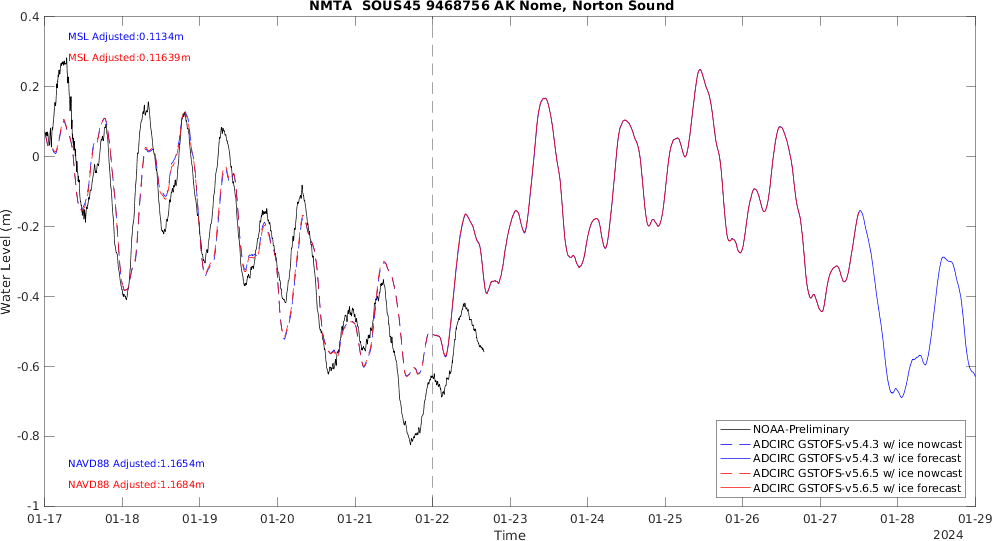 NMTA  SOUS45 9468756 AK Nome, Norton Sound
MSL Adjusted:0.1134m
MSL Adjusted:0.11639m
0.4
0.2
0
-0.2
-0.4
-0.6
-0.8
-1
Water Level (m)
NAVD88 Adjusted:1.1654m
NAVD88 Adjusted:1.1684m
NOAA-Preliminary
ADCIRC GSTOFS-v5.4.3 w/ ice nowcast
ADCIRC GSTOFS-v5.4.3 w/ ice forecast
ADCIRC GSTOFS-v5.6.5 w/ ice nowcast
ADCIRC GSTOFS-v5.6.5 w/ ice forecast
01-17 01-18 01-19 01-20 01-21 01-22 01-23 01-24 01-25 01-26 01-27 01-28 01-29
Time
2024